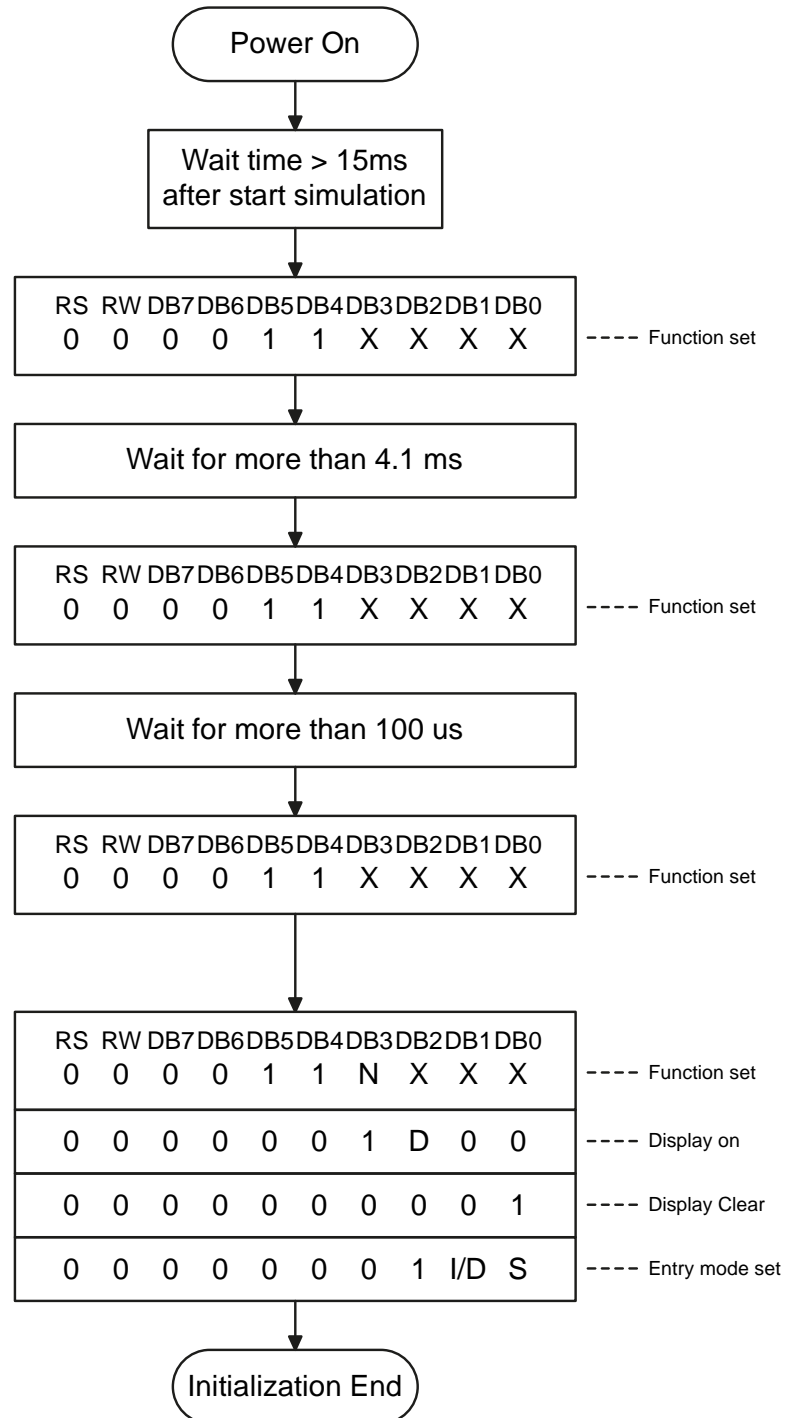 Power On
Wait time > 15ms
after start simulation
RS RW DB7DB6DB5DB4DB3DB2DB1DB0
0 0 0 0 1 1 X X X X
Function set
Wait for more than 4.1 ms
RS RW DB7DB6DB5DB4DB3DB2DB1DB0
0 0 0 0 1 1 X X X X
Function set
Wait for more than 100 us
RS RW DB7DB6DB5DB4DB3DB2DB1DB0
0 0 0 0 1 1 X X X X
Function set
RS RW DB7DB6DB5DB4DB3DB2DB1DB0
0 0 0 0 1 1 N X X X
Function set
0 0 0 0 0 0 1 D 0 0
Display on
0 0 0 0 0 0 0 0 0 1
Display Clear
0 0 0 0 0 0 0 1 I/D S
Entry mode set
Initialization End